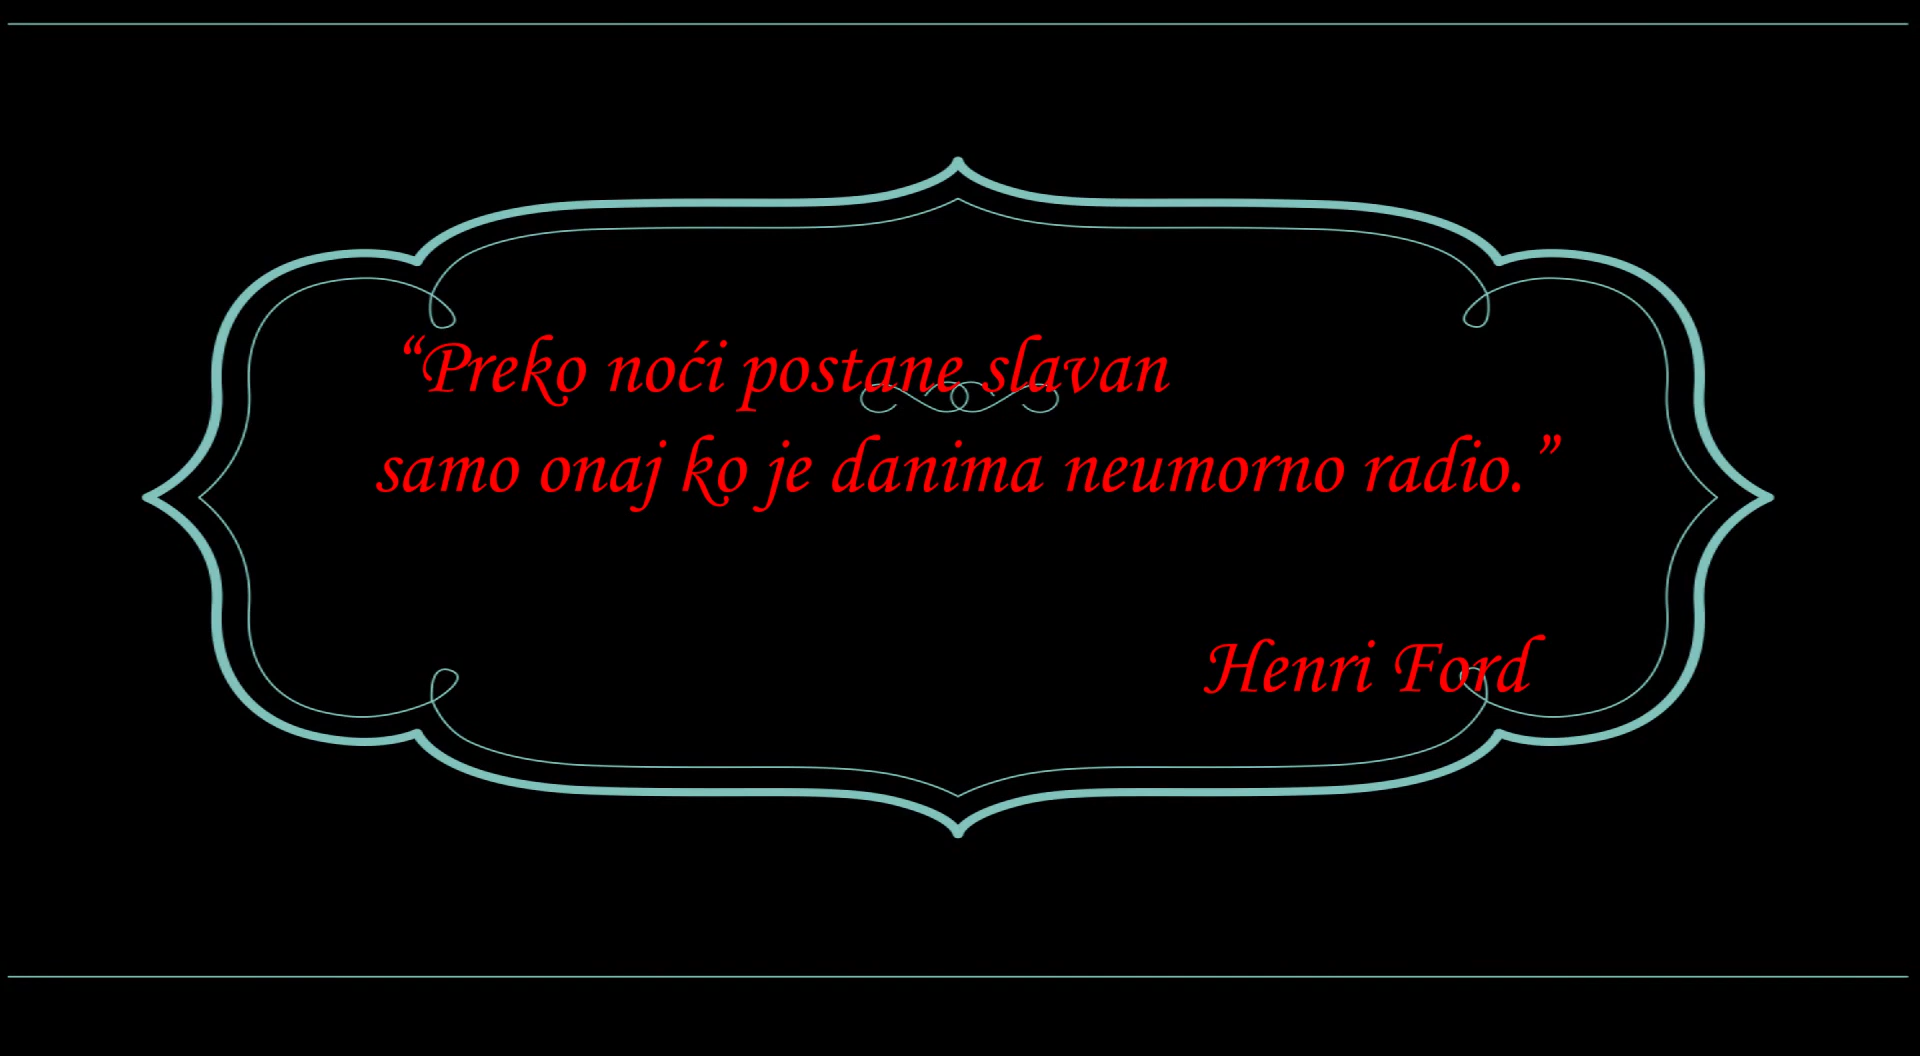 “Preko noći postane slavan
samo onaj ko je danima neumorno radio.”
Henri Ford